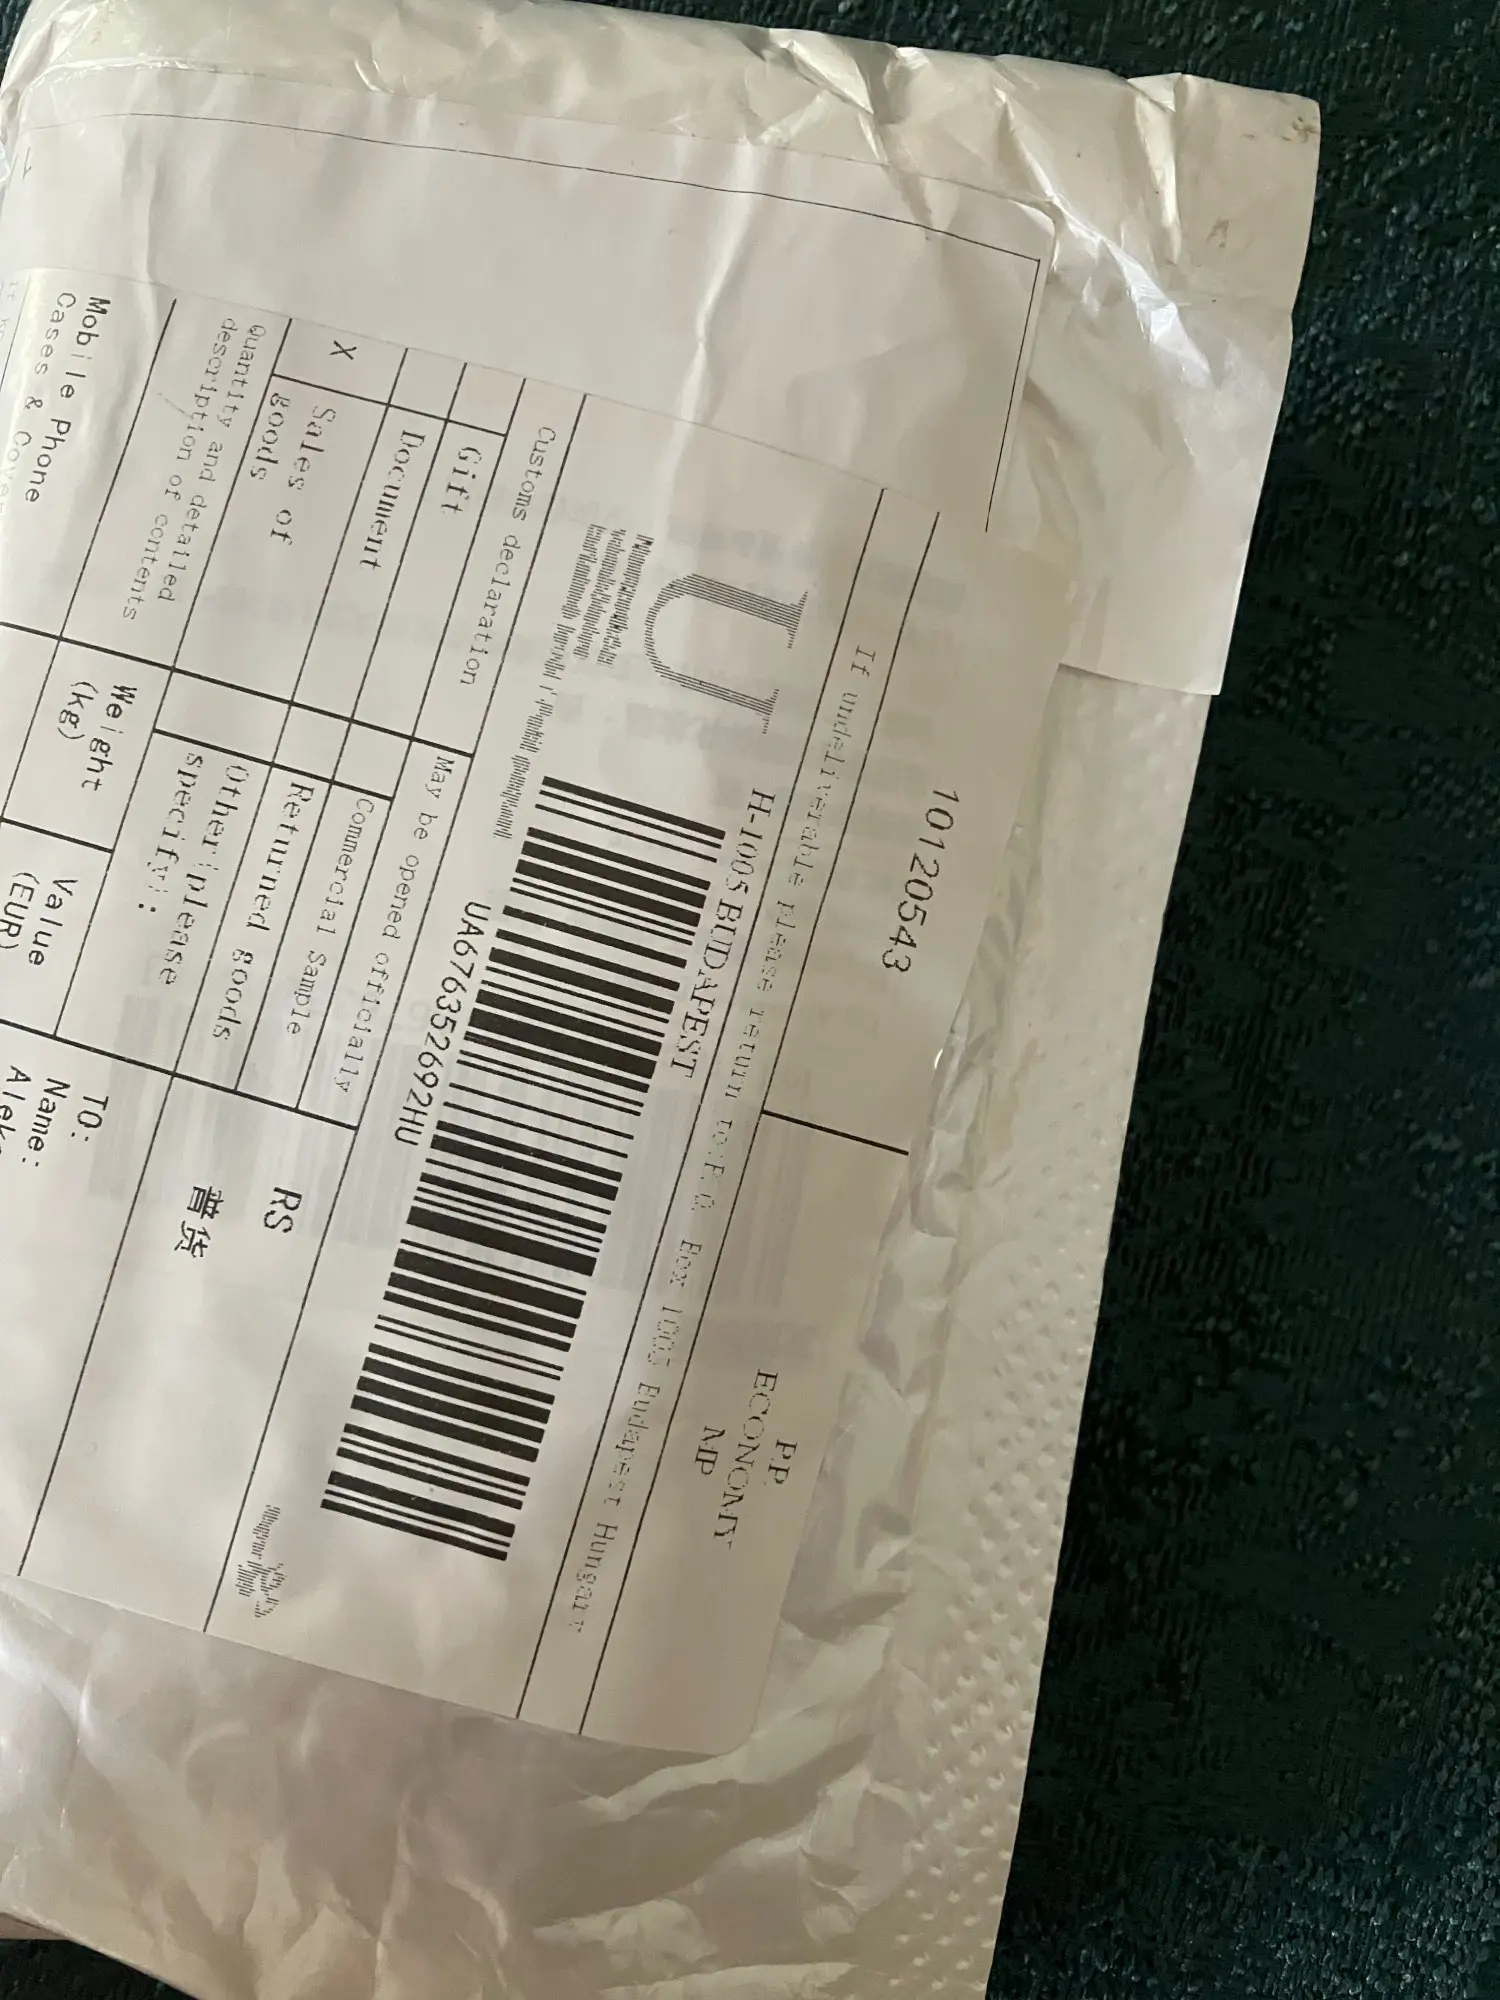 10120543
P.P.
ECONOMY
MP
If undeliverable please return to:P.O. Box 1005 Budapest Hungary
U
H-1005 BUDAPEST
UA676352692HU
Customs declaration
May be opened officially
Gift
Commercial Sample
Document
Returned goods
X
Sales of
goods
Other(please
specify):
RS
普货
Quantity and detailed
description of contents
Weight
(kg)
Value
(EUR)
Mobile Phone
Cases &
TO:
Name: